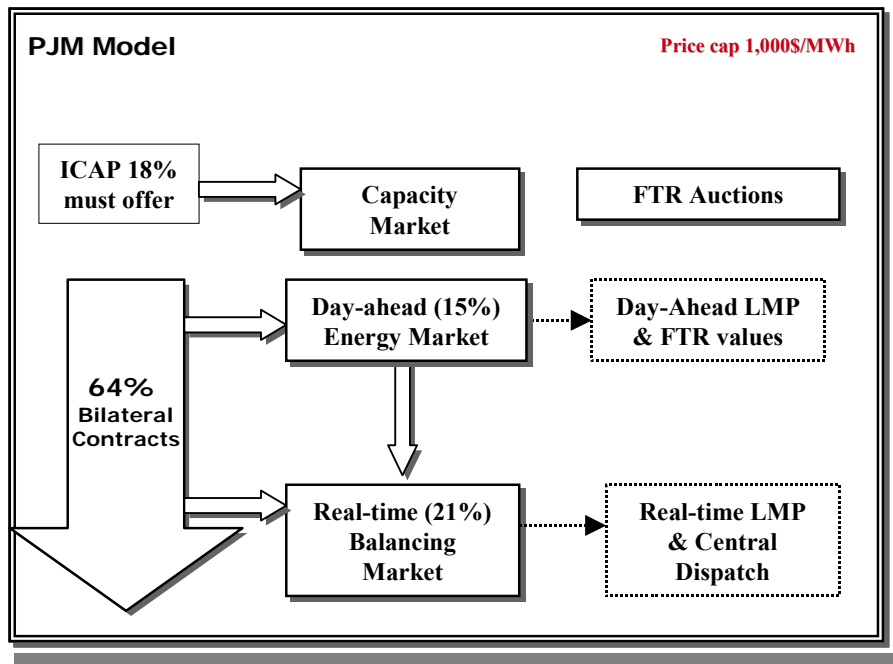 PJM Model
Price cap 1,000$/MWh
ICAP 18%
must offer
Capacity
Market
FTR Auctions
Day-ahead (15%)
Energy Market
Day-Ahead LMP
& FTR values
64%
Bilateral
Contracts
Real-time (21%)
Balancing
Market
Real-time LMP
& Central
Dispatch